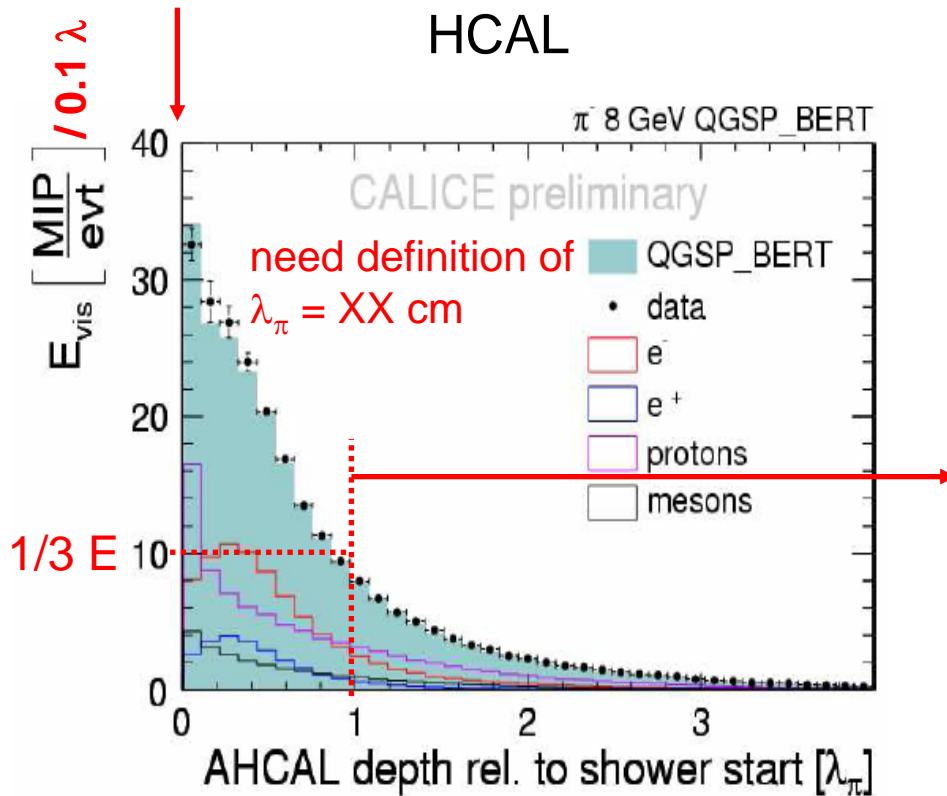 HCAL
/ 0.1 λ
E_vis [MIP/evt]
π⁻ 8 GeV QGSP_BERT
CALICE preliminary
need definition of
λ_π = XX cm
QGSP_BERT
data
e⁻
e⁺
protons
mesons
40
30
20
10
0
1/3 E
0 1 2 3
AHCAL depth rel. to shower start [λ_π]